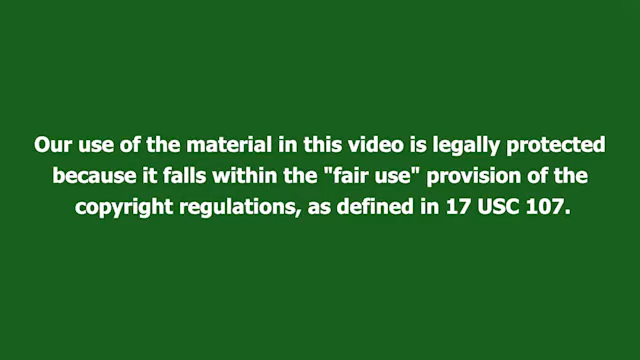 Our use of the material in this video is legally protected
because it falls within the "fair use" provision of the
copyright regulations, as defined in 17 USC 107.